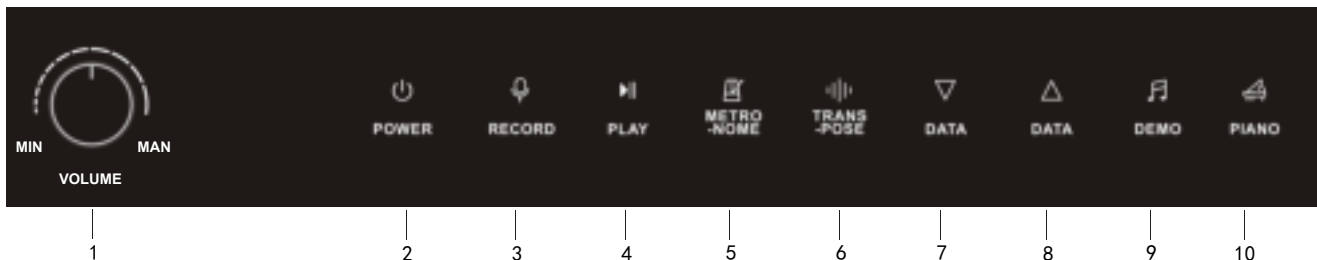 MIN MAN
VOLUME
POWER
RECORD
PLAY
METRO
-NOME
TRANS
-POSE
DATA
DATA
DEMO
PIANO
1 2 3 4 5 6 7 8 9 10